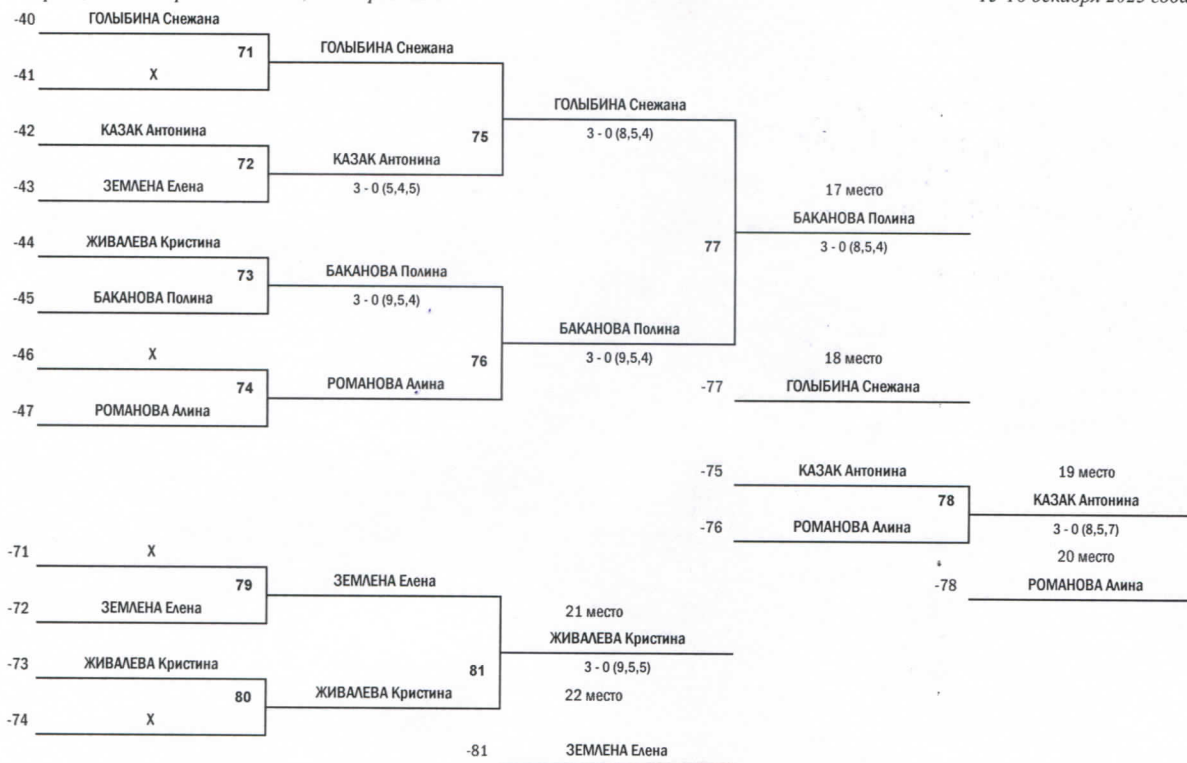 -40 ГОЛЫБИНА Снежана
71 ГОЛЫБИНА Снежана
-41 X
ГОЛЫБИНА Снежана
3 - 0 (8,5,4)
-42 КАЗАК Антонина
75
72 КАЗАК Антонина
3 - 0 (5,4,5)
-43 ЗЕМЛЕНА Елена
17 место
БАКАНОВА Полина
3 - 0 (8,5,4)
77
-44 ЖИВАЛЕВА Кристина
73 БАКАНОВА Полина
3 - 0 (9,5,4)
-45 БАКАНОВА Полина
БАКАНОВА Полина
3 - 0 (9,5,4)
-46 X
76
74 РОМАНОВА Алина
-47 РОМАНОВА Алина
18 место
-77 ГОЛЫБИНА Снежана
-75 КАЗАК Антонина
19 место
78 КАЗАК Антонина
3 - 0 (8,5,7)
-76 РОМАНОВА Алина
20 место
-78 РОМАНОВА Алина
-71 X
79 ЗЕМЛЕНА Елена
-72 ЗЕМЛЕНА Елена
21 место
ЖИВАЛЕВА Кристина
3 - 0 (9,5,5)
-73 ЖИВАЛЕВА Кристина
81
80 ЖИВАЛЕВА Кристина
22 место
-74 X
-81 ЗЕМЛЕНА Елена